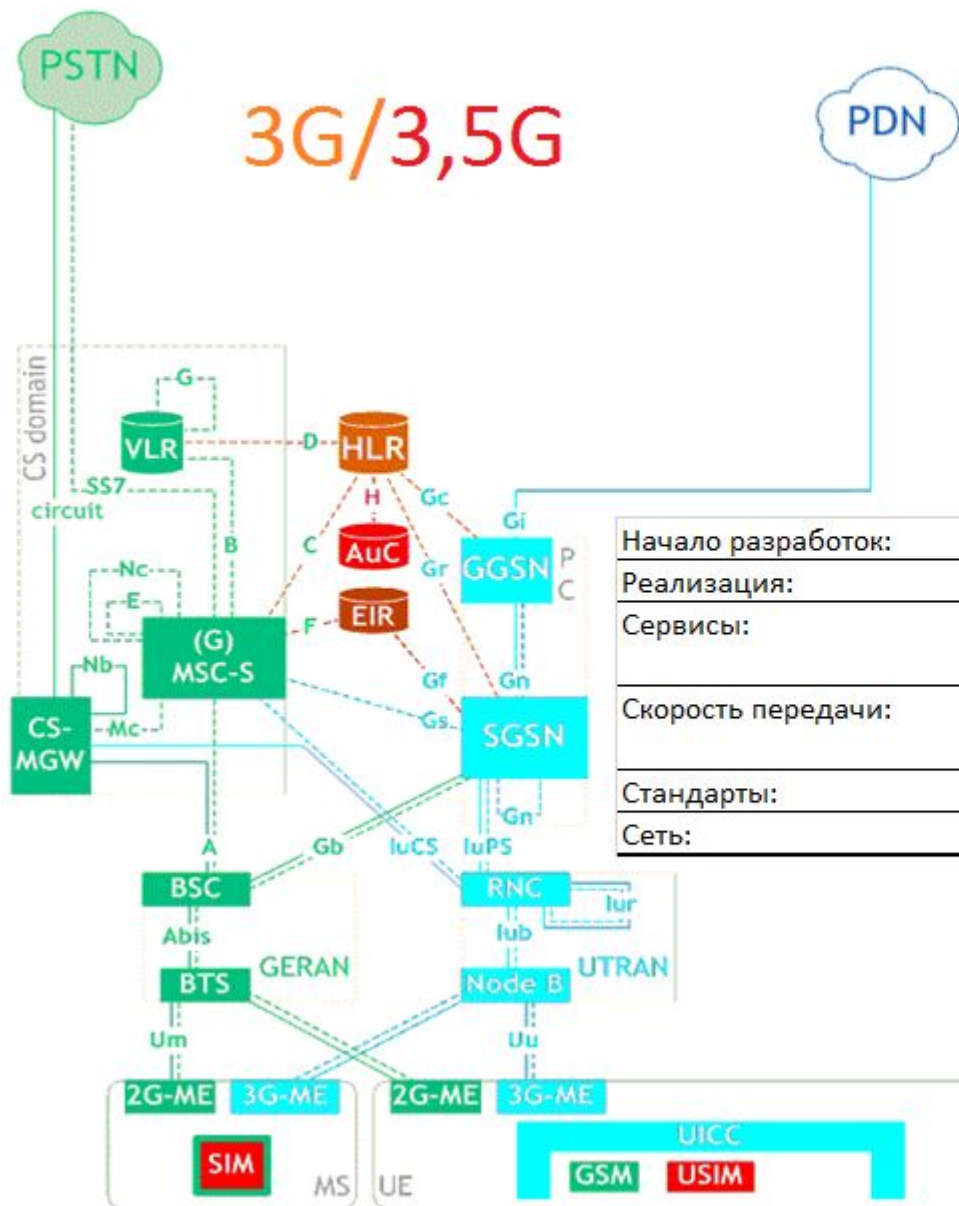 PSTN
3G/3,5G
PDN
CS domain
G
VLR
D
HLR
SS7
circuit
B
H
Gc
Gi
C
AuC
Gr
GGSN
P
C
Nc
E
F
EIR
(G)
MSC-S
Nb
Mc
Gf
Gn
Gs
CS-
MGW
SGSN
Gn
A
Gb
IuCS
IuPS
BSC
RNC
Iur
Abis
Iub
GERAN
UTRAN
BTS
Node B
Um
Uu
2G-ME
3G-ME
2G-ME
3G-ME
SIM
MS
UE
UICC
GSM
USIM
Начало разработок:
Реализация:
Сервисы:
Скорость передачи:
Стандарты:
Сеть: